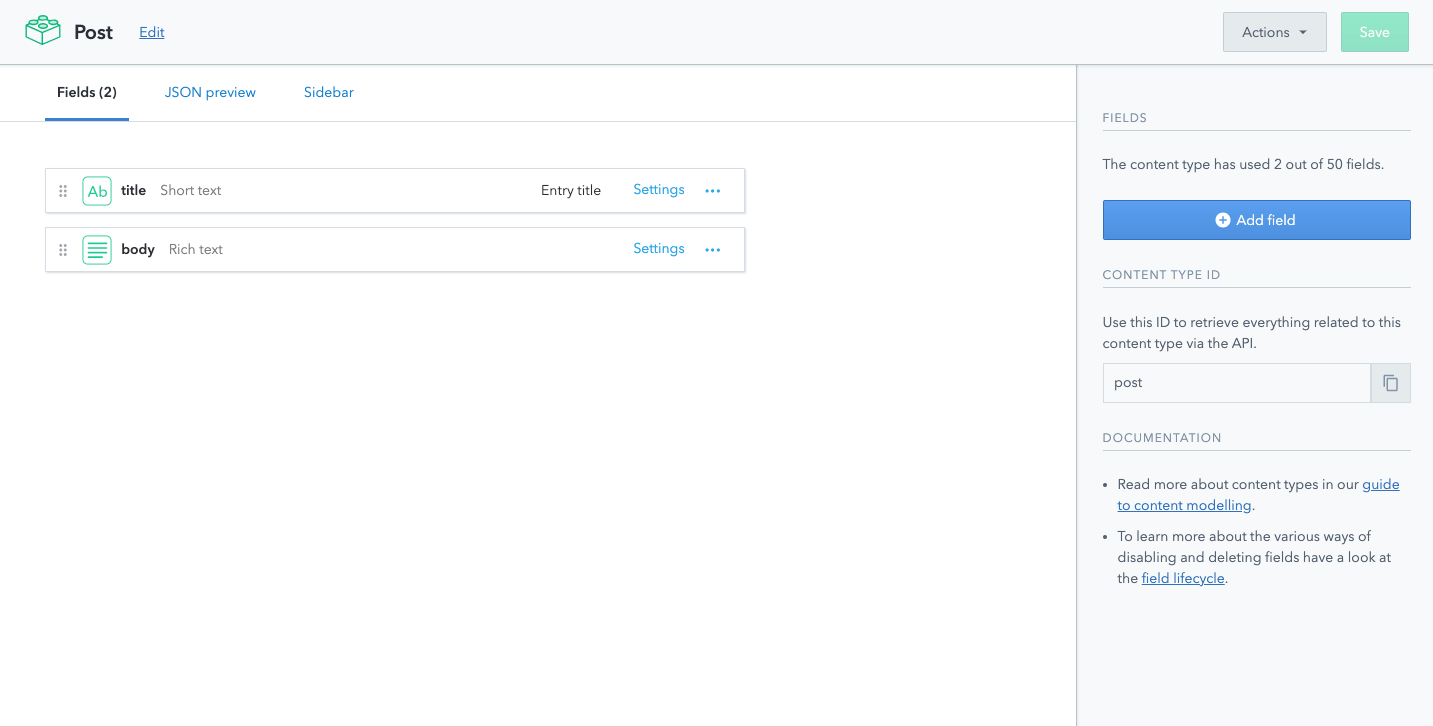 Post Edit Actions Save
Fields (2) JSON preview Sidebar
Ab title Short text Entry title Settings
body Rich text Settings
FIELDS
The content type has used 2 out of 50 fields.
Add field
CONTENT TYPE ID
Use this ID to retrieve everything related to this
content type via the API.
post
DOCUMENTATION
Read more about content types in our guide
to content modelling.
To learn more about the various ways of
disabling and deleting fields have a look at
the field lifecycle.